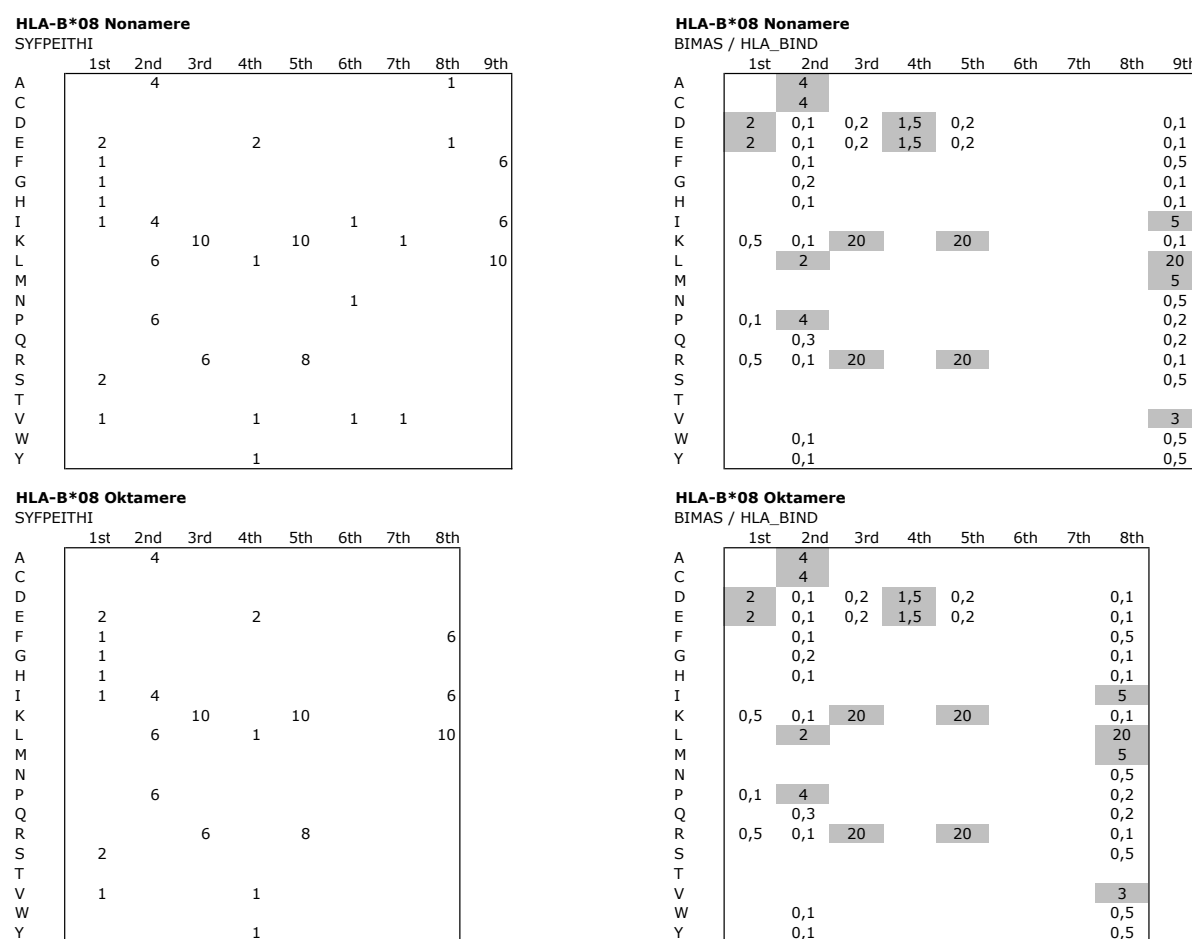 HLA-B*08 Nonamere
SYFPEITHI
1st 2nd 3rd 4th 5th 6th 7th 8th 9th
A 4 1
C
D
E 2 2 1
F 1 6
G 1
H 1
I 1 4 1 6
K 10 10 1
L 6 1 10
M
N 1
P 6
Q
R 6 8
S 2
T
V 1 1 1 1
W
Y 1
HLA-B*08 Nonamere
BIMAS / HLA_BIND
1st 2nd 3rd 4th 5th 6th 7th 8th 9th
A 4
C 4
D 2 0,1 0,2 1,5 0,2 0,1
E 2 0,1 0,2 1,5 0,2 0,1
F 0,1 0,5
G 0,2 0,1
H 0,1 0,1
I 5
K 0,5 0,1 20 20 0,1
L 2 20
M 5
N 0,5
P 0,1 4 0,2
Q 0,3 0,2
R 0,5 0,1 20 20 0,1
S 0,5
T
V 3
W 0,1 0,5
Y 0,1 0,5
HLA-B*08 Oktamere
SYFPEITHI
1st 2nd 3rd 4th 5th 6th 7th 8th
A 4
C
D
E 2 2
F 1 6
G 1
H 1
I 1 4 6
K 10 10
L 6 1 10
M
N
P 6
Q
R 6 8
S 2
T
V 1 1
W
Y 1
HLA-B*08 Oktamere
BIMAS / HLA_BIND
1st 2nd 3rd 4th 5th 6th 7th 8th
A 4
C 4
D 2 0,1 0,2 1,5 0,2 0,1
E 2 0,1 0,2 1,5 0,2 0,1
F 0,1 0,5
G 0,2 0,1
H 0,1 0,1
I 5
K 0,5 0,1 20 20 0,1
L 2 20
M 5
N 0,5
P 0,1 4 0,2
Q 0,3 0,2
R 0,5 0,1 20 20 0,1
S 0,5
T
V 3
W 0,1 0,5
Y 0,1 0,5